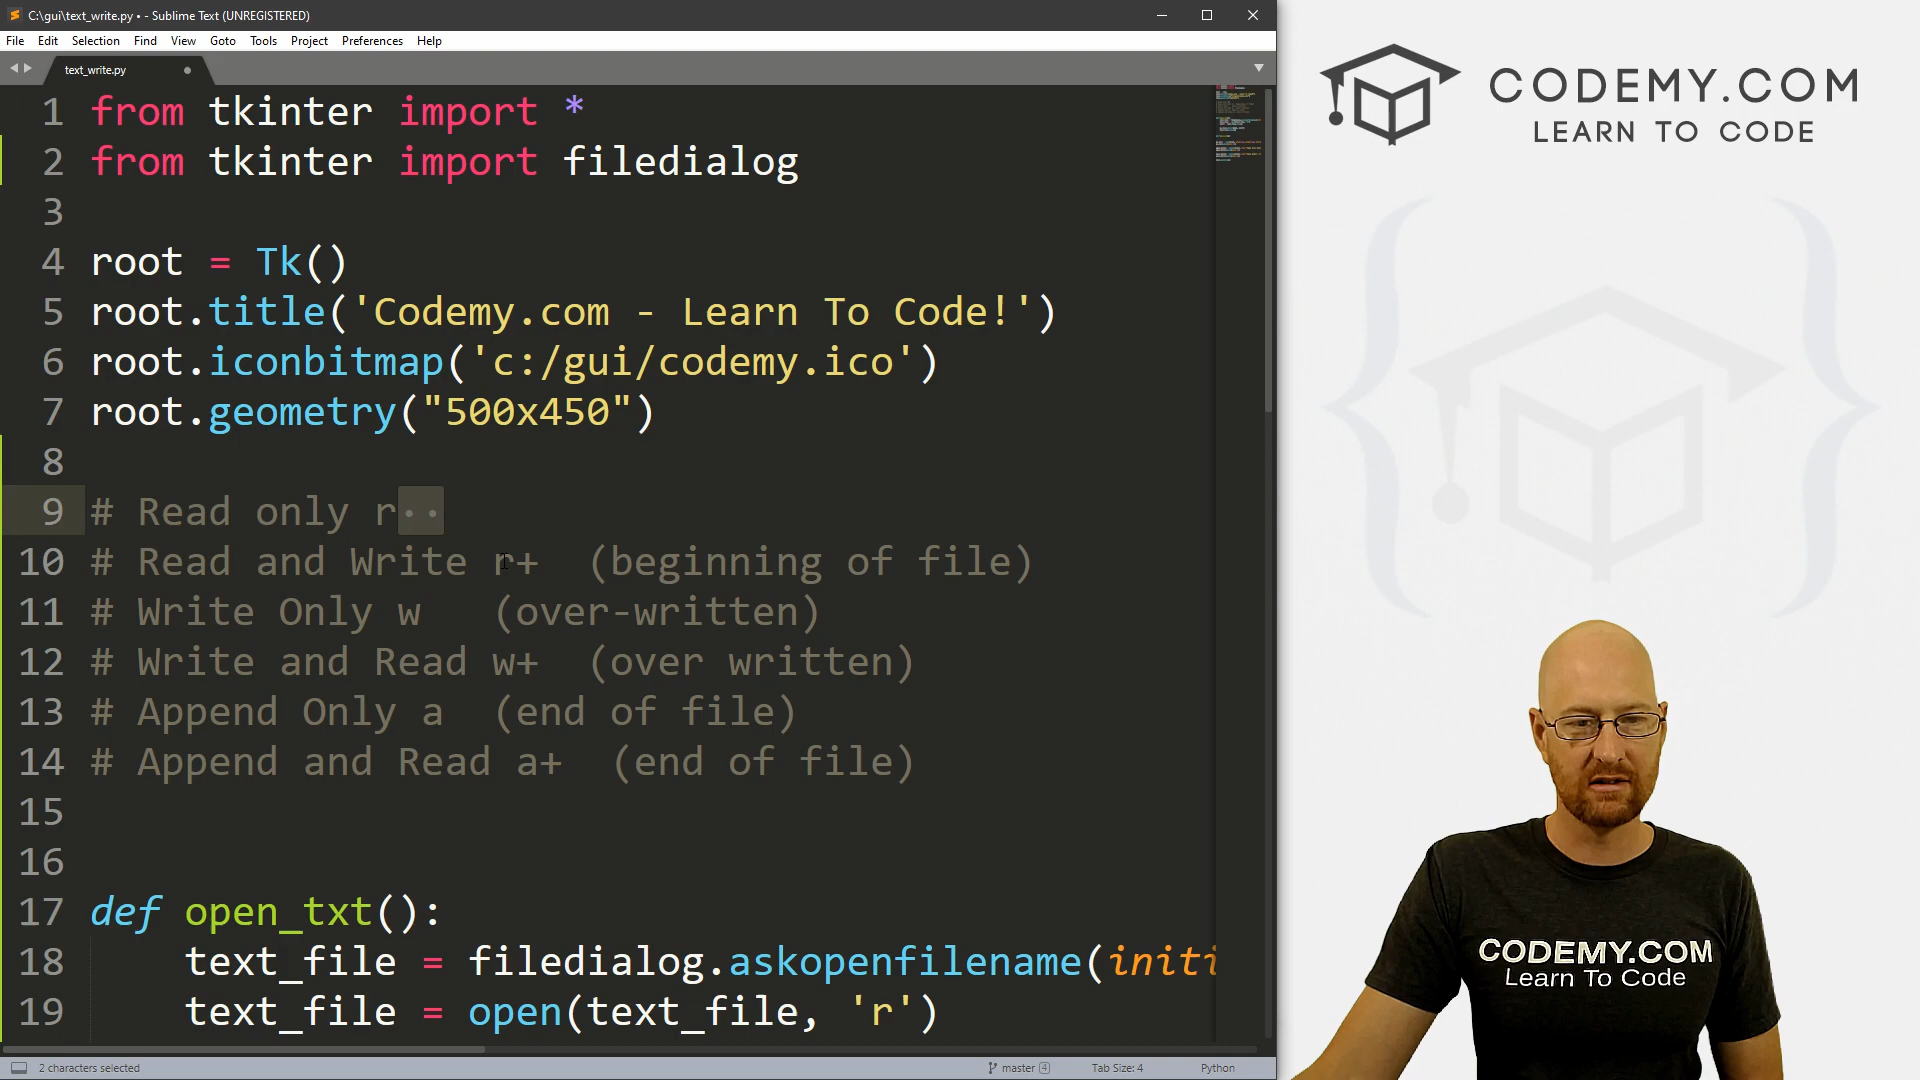 C:\gui\text_write.py • - Sublime Text (UNREGISTERED)
File Edit Selection Find View Goto Tools Project Preferences Help
text_write.py
1 from tkinter import *
2 from tkinter import filedialog
3
4 root = Tk()
5 root.title('Codemy.com - Learn To Code!')
6 root.iconbitmap('c:/gui/codemy.ico')
7 root.geometry("500x450")
8
9 # Read only r
10 # Read and Write r+  (beginning of file)
11 # Write Only w   (over-written)
12 # Write and Read w+  (over written)
13 # Append Only a  (end of file)
14 # Append and Read a+  (end of file)
15
16
17 def open_txt():
18     text_file = filedialog.askopenfilename(initi
19     text_file = open(text_file, 'r')
2 characters selected master 4 Tab Size: 4 Python
CODEMY.COM
LEARN TO CODE
CODEMY.COM
Learn To Code